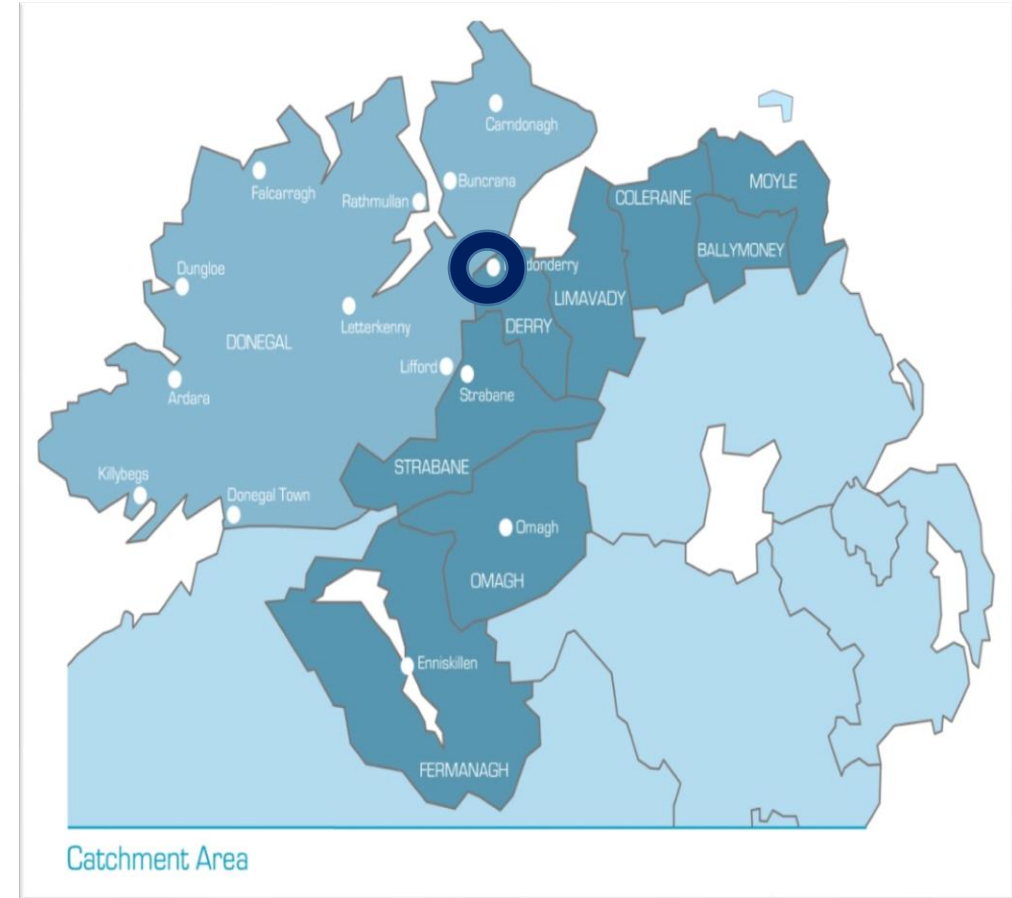 Carndonagh
Buncrana
Falcarragh
Rathmullan
MOYLE
COLERAINE
BALLYMONEY
donderry
Dungloe
LIMAVADY
Letterkenny
DERRY
DONEGAL
Lifford
Strabane
Ardara
STRABANE
Killybegs
Donegal Town
Omagh
OMAGH
Enniskillen
FERMANAGH
Catchment Area